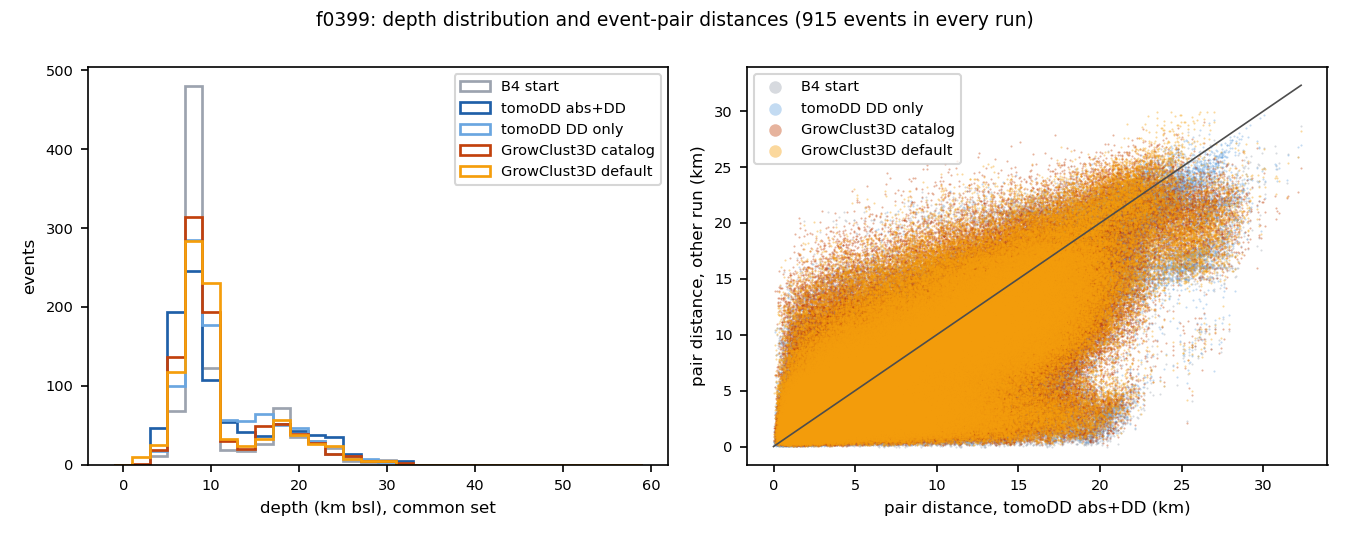 f0399: depth distribution and event-pair distances (915 events in every run)
B4 start
tomoDD abs+DD
tomoDD DD only
GrowClust3D catalog
GrowClust3D default
500
400
300
200
100
0
events
0
10
20
30
40
50
60
depth (km bsl), common set
B4 start
tomoDD DD only
GrowClust3D catalog
GrowClust3D default
30
25
20
15
10
5
0
pair distance, other run (km)
0
5
10
15
20
25
30
pair distance, tomoDD abs+DD (km)